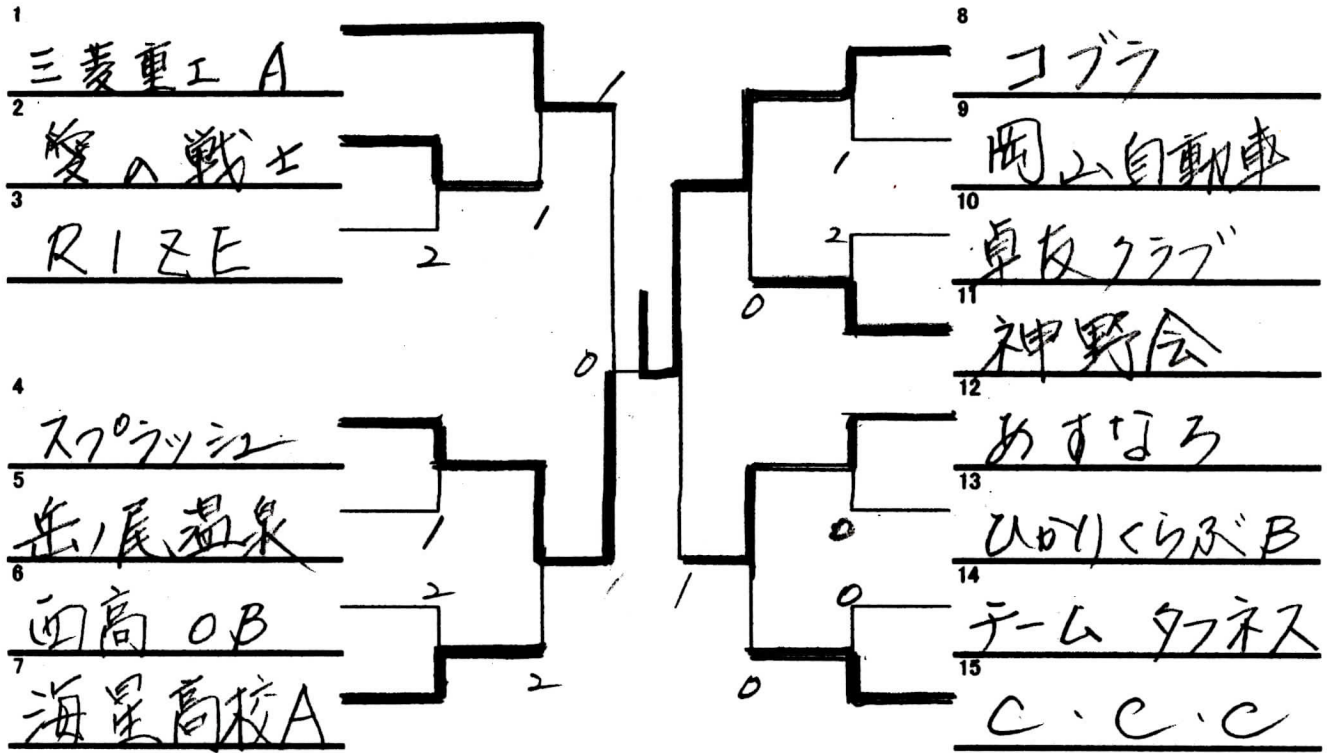 1
三菱重工 A
2
愛の戦士
3
RIZE
4
スプラッシュ
5
岳ノ尾温泉
6
西高 OB
7
海星高校A
8
コブラ
9
岡山自動車
10
卓友クラブ
11
神野会
12
あすなろ
13
ひかりくらぶB
14
チーム タフネス
15
C・C・C
1
1
2
0
1
1
2
2
1
2
0
0
0
1
0